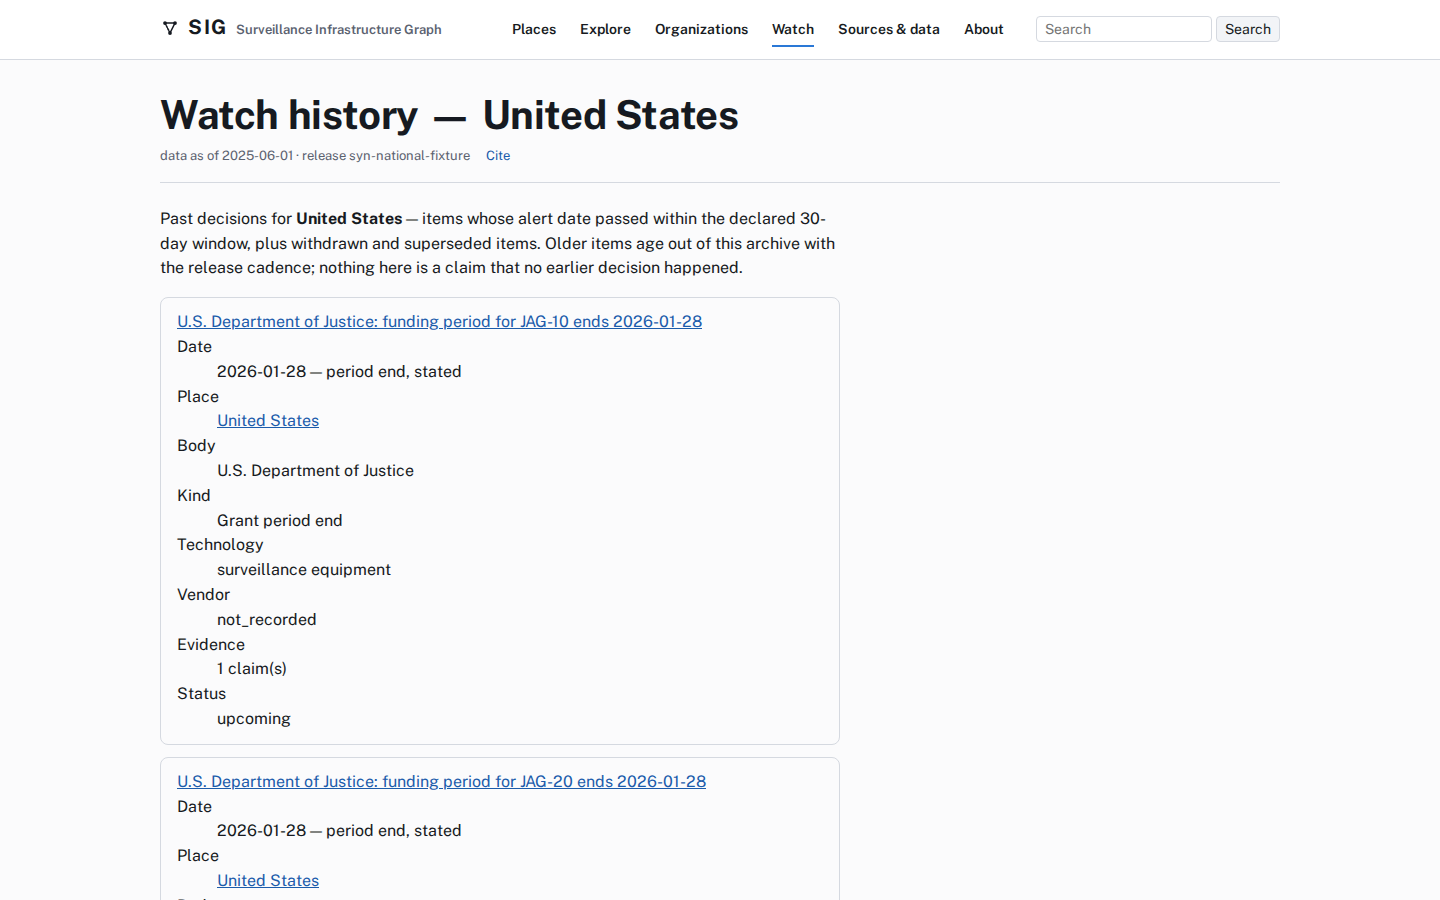 SIG Surveillance Infrastructure Graph Places Explore Organizations Watch Sources & data About Search Search
Watch history — United States
data as of 2025-06-01 · release syn-national-fixture Cite
Past decisions for United States — items whose alert date passed within the declared 30-
day window, plus withdrawn and superseded items. Older items age out of this archive with
the release cadence; nothing here is a claim that no earlier decision happened.
U.S. Department of Justice: funding period for JAG-10 ends 2026-01-28
Date
2026-01-28 — period end, stated
Place
United States
Body
U.S. Department of Justice
Kind
Grant period end
Technology
surveillance equipment
Vendor
not_recorded
Evidence
1 claim(s)
Status
upcoming
U.S. Department of Justice: funding period for JAG-20 ends 2026-01-28
Date
2026-01-28 — period end, stated
Place
United States